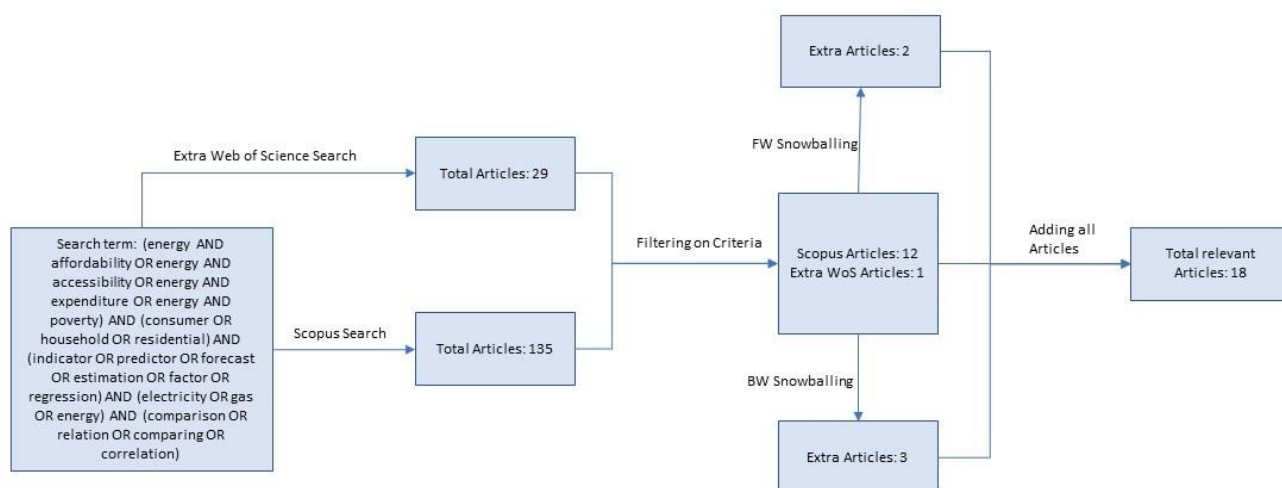 Extra Articles: 2
FW Snowballing
Extra Web of Science Search
Total Articles: 29
Search term: (energy AND
affordability OR energy AND
accessibility OR energy AND
expenditure OR energy AND
poverty) AND (consumer OR
household OR residential) AND
(indicator OR predictor OR forecast
OR estimation OR factor OR
regression) AND (electricity OR gas
OR energy) AND (comparison OR
relation OR comparing OR
correlation)
Scopus Search
Total Articles: 135
Filtering on Criteria
Scopus Articles: 12
Extra WoS Articles: 1
Adding all
Articles
Total relevant
Articles: 18
BW Snowballing
Extra Articles: 3